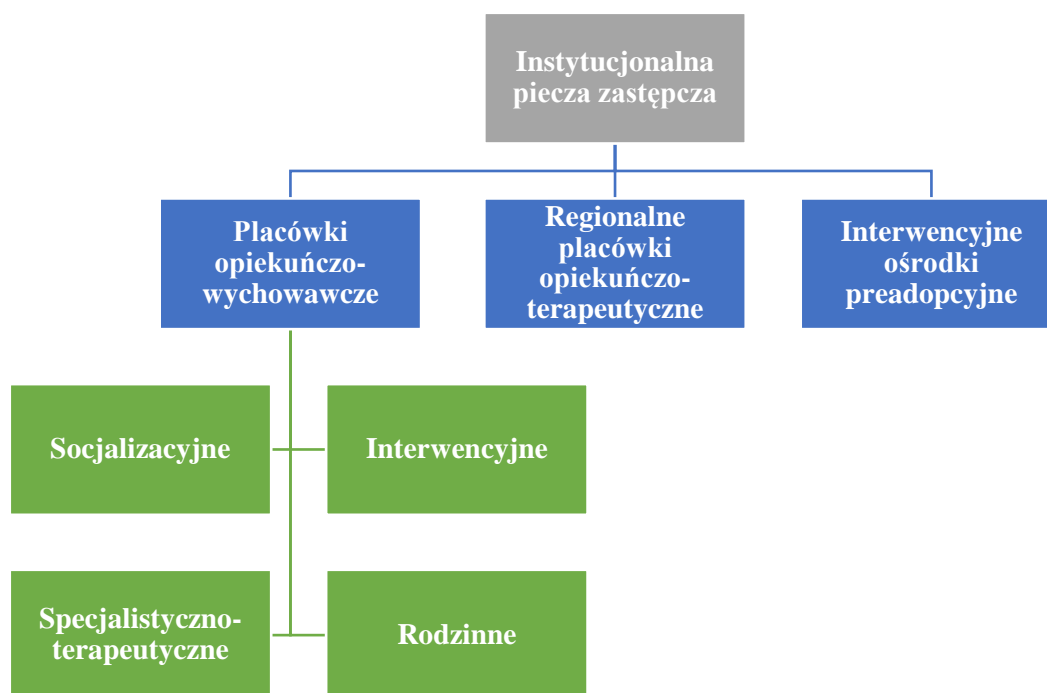 Instytucjonalna
piecza zastępcza
Placówki
opiekuńczo-
wychowawcze
Regionalne
placówki
opiekuńczo-
terapeutyczne
Interwencyjne
ośrodki
preadopcyjne
Socjalizacyjne
Interwencyjne
Specjalistyczno-
terapeutyczne
Rodzinne